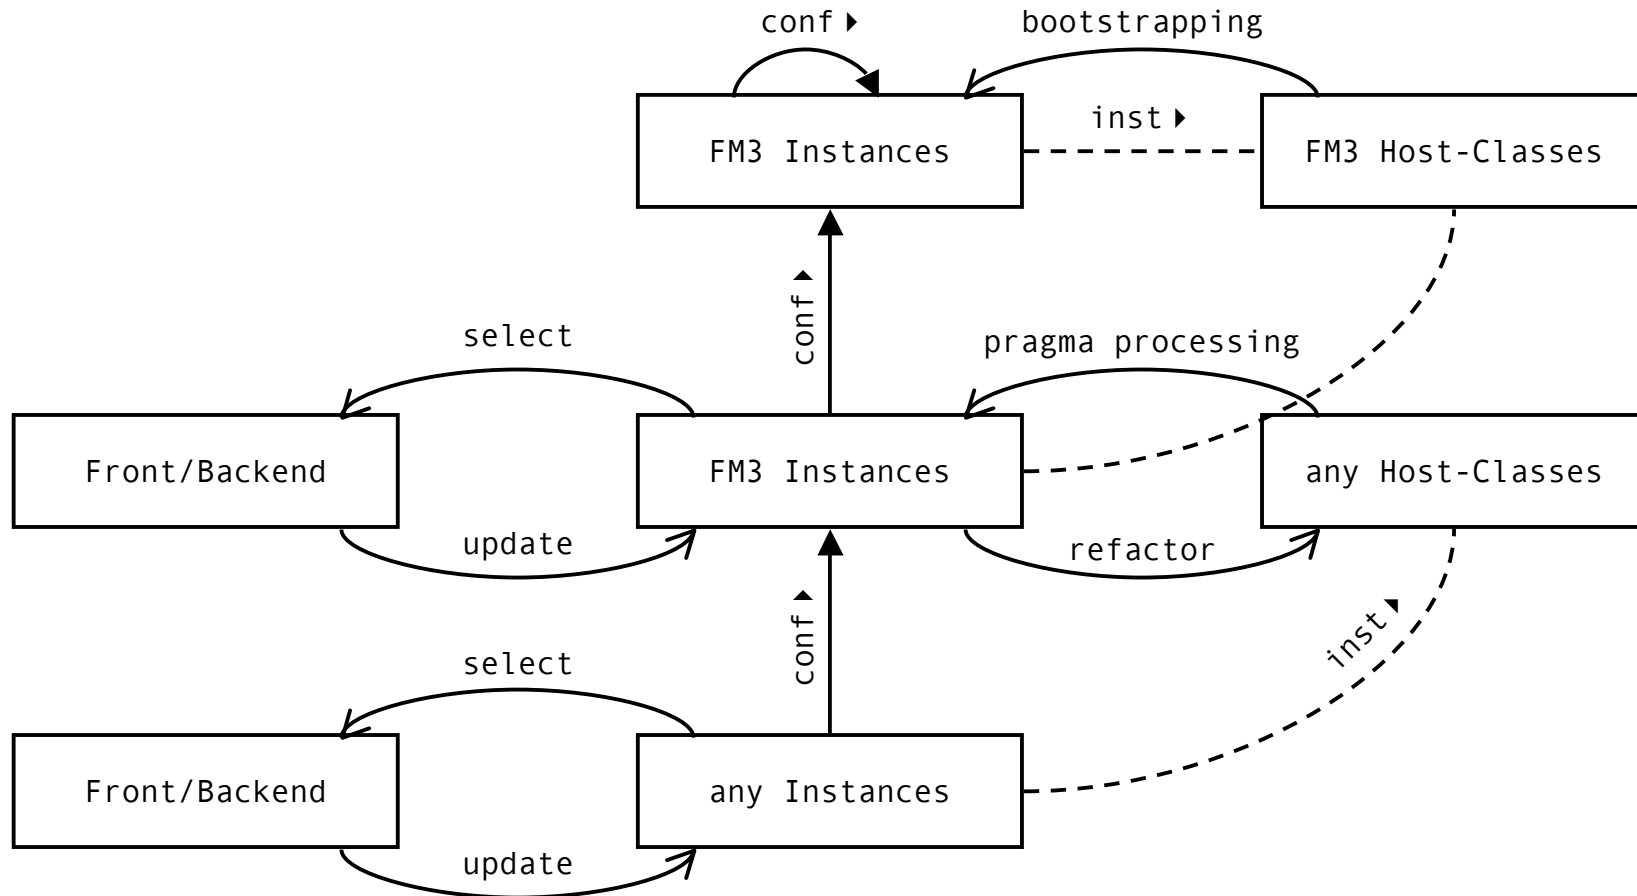 conf ▸
bootstrapping
inst ▸
FM3 Instances
FM3 Host-Classes
conf ▸
select
pragma processing
Front/Backend
FM3 Instances
any Host-Classes
update
refactor
conf ▸
inst ▸
select
Front/Backend
any Instances
update